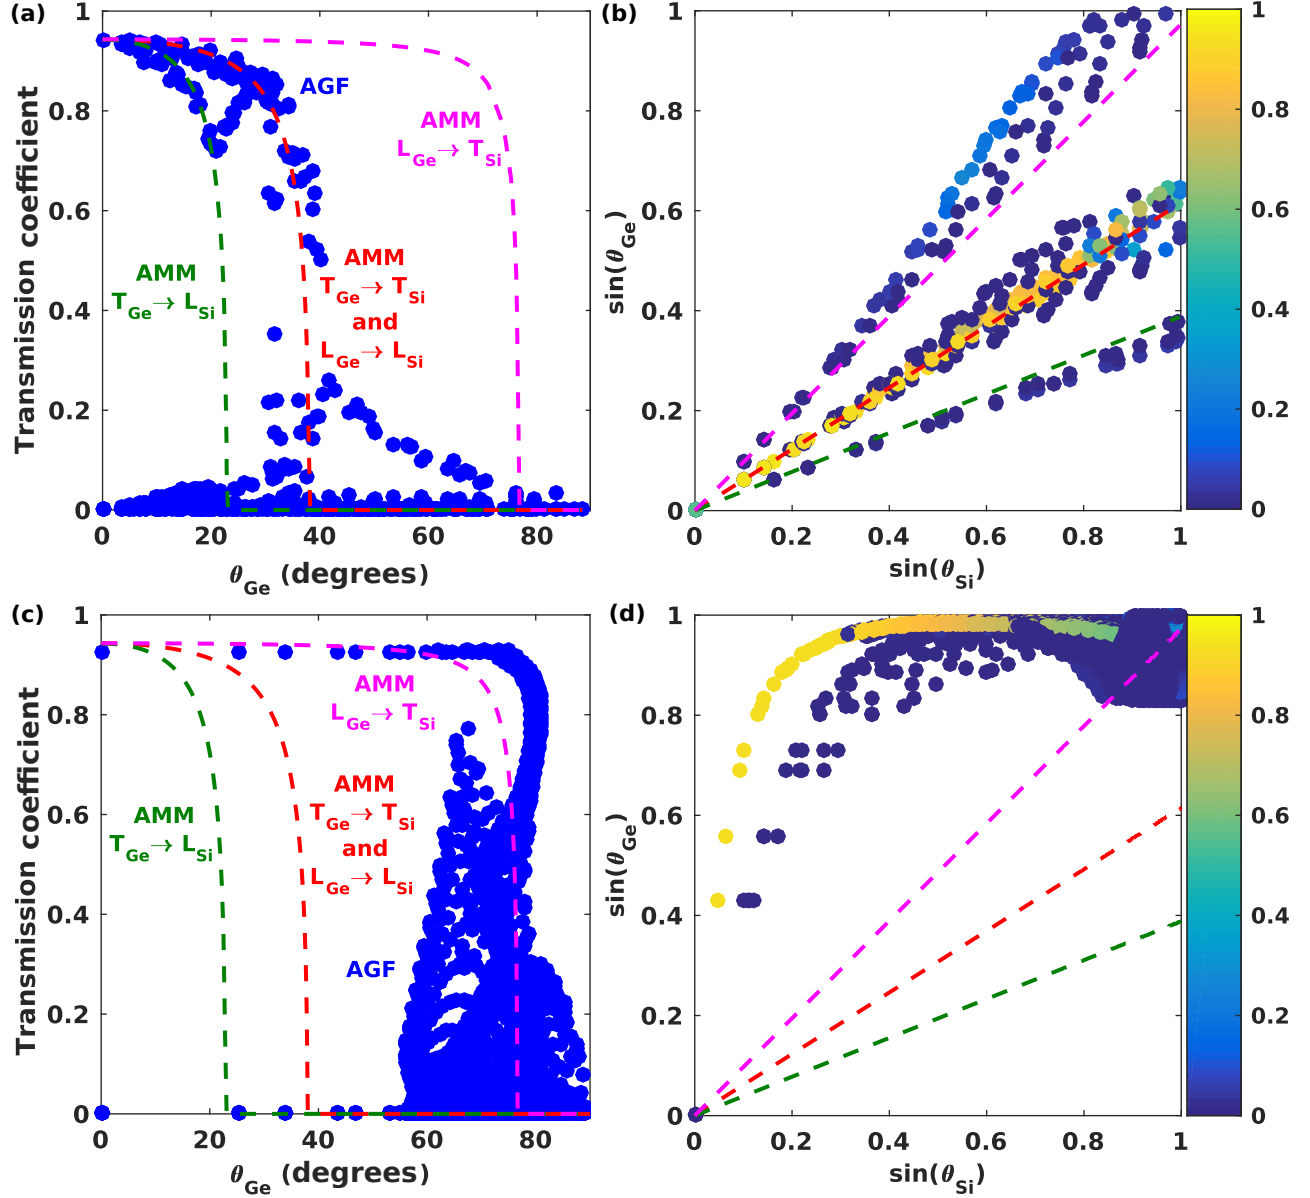 (a)
1
0.8
0.6
0.4
0.2
0
0
20
40
60
80
Transmission coefficient
θGe (degrees)
AGF
AMM
LGe→ TSi
AMM
TGe→ LSi
AMM
TGe→ TSi
and
LGe→ LSi
(b)
1
0.8
0.6
0.4
0.2
0
0
0.2
0.4
0.6
0.8
1
sin(θGe)
sin(θSi)
1
0.8
0.6
0.4
0.2
0
(c)
1
0.8
0.6
0.4
0.2
0
0
20
40
60
80
Transmission coefficient
θGe (degrees)
AMM
LGe→ TSi
AMM
TGe→ TSi
and
LGe→ LSi
AMM
TGe→ LSi
AGF
(d)
1
0.8
0.6
0.4
0.2
0
0
0.2
0.4
0.6
0.8
1
sin(θGe)
sin(θSi)
1
0.8
0.6
0.4
0.2
0